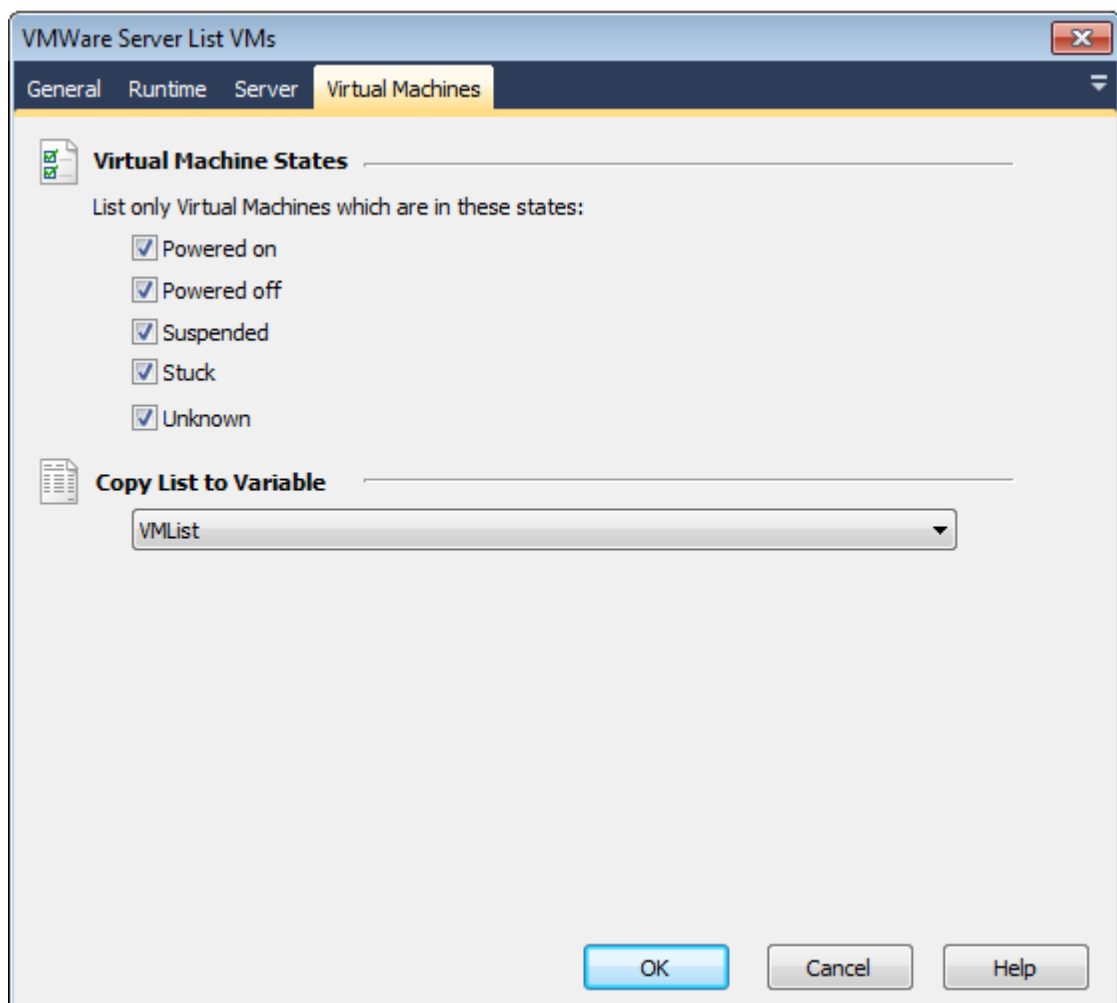 VMWare Server List VMs
General Runtime Server Virtual Machines
Virtual Machine States
List only Virtual Machines which are in these states:
Powered on
Powered off
Suspended
Stuck
Unknown
Copy List to Variable
VMList
OK Cancel Help